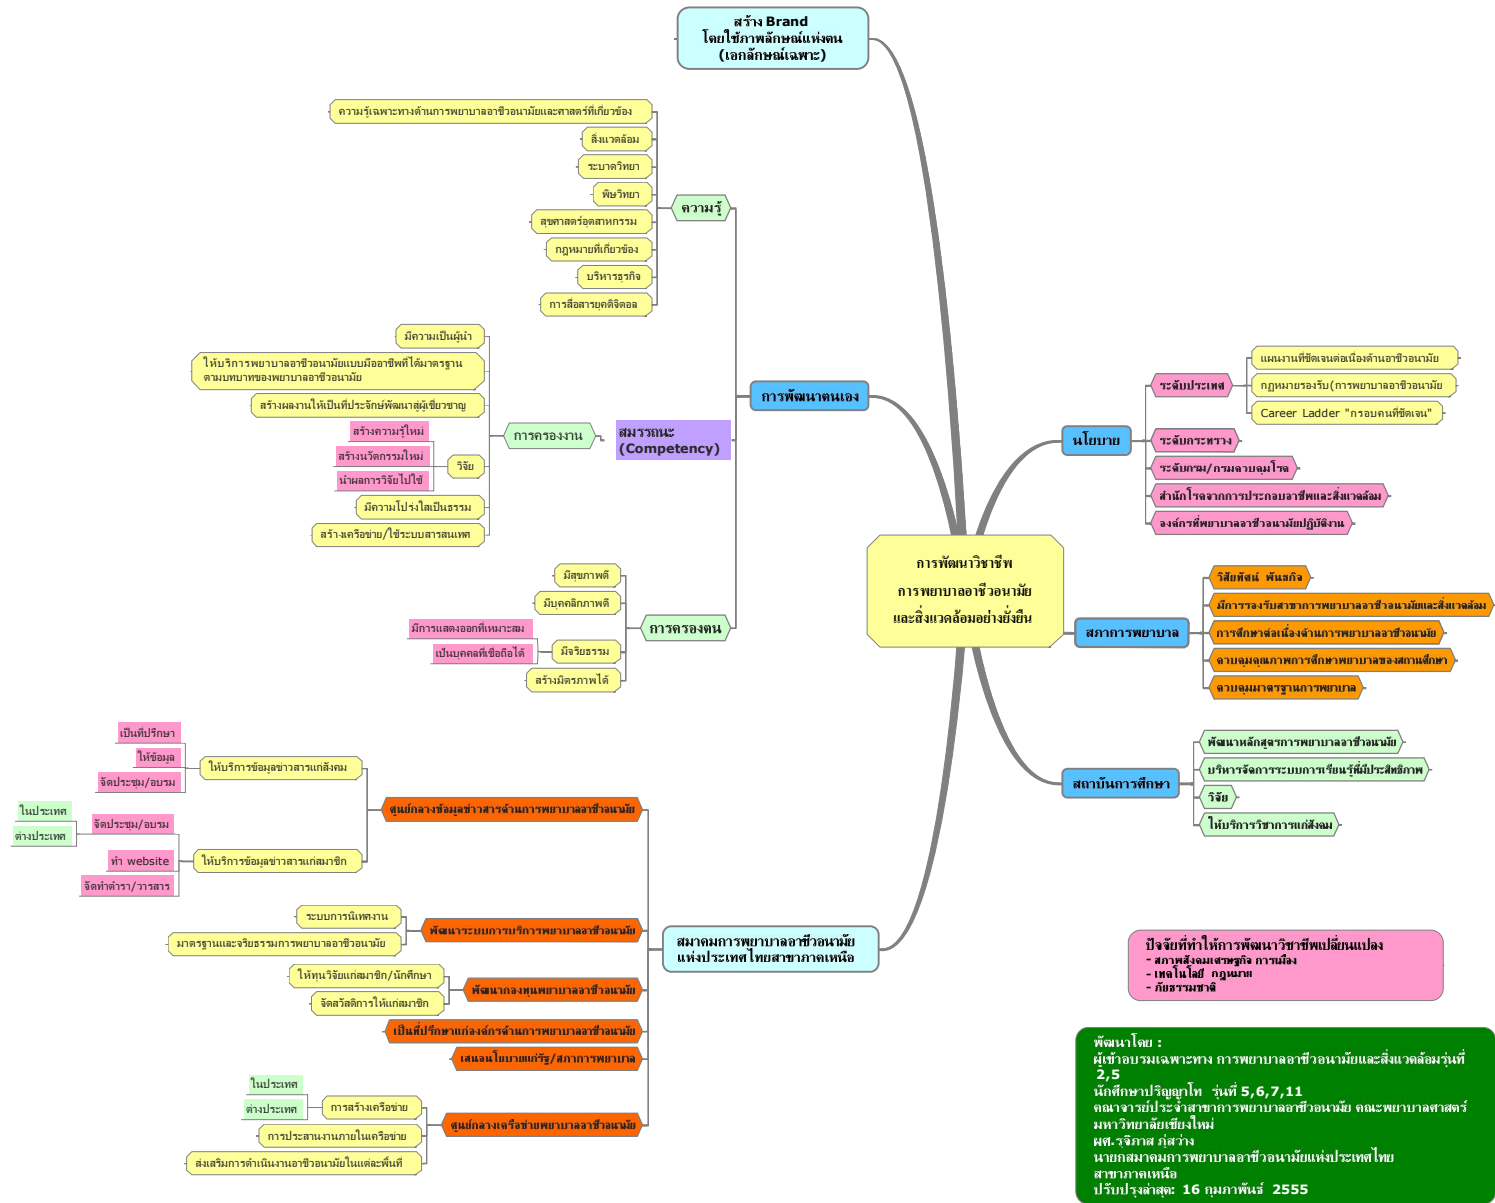 สร้าง Brand
โดยใช้ภาพลักษณ์แห่งตน
(เอกลักษณ์เฉพาะ)
ความรู้เฉพาะทางด้านการพยาบาลอาชีวอนามัยและศาสตร์ที่เกี่ยวข้อง
สิ่งแวดล้อม
ระบาดวิทยา
พิษวิทยา
สุขศาสตร์อุตสาหกรรม
กฎหมายที่เกี่ยวข้อง
บริหารธุรกิจ
การสื่อสารยุคดิจิตอล
ความรู้
มีความเป็นผู้นำ
ให้บริการพยาบาลอาชีวอนามัยแบบมืออาชีพที่ได้มาตรฐาน
ตามบทบาทของพยาบาลอาชีวอนามัย
สร้างผลงานให้เป็นที่ประจักษ์พัฒนาสู่ผู้เชี่ยวชาญ
สร้างความรู้ใหม่
สร้างนวัตกรรมใหม่
นำผลการวิจัยไปใช้
วิจัย
มีความโปร่งใสเป็นธรรม
สร้างเครือข่าย/ใช้ระบบสารสนเทศ
การครองงาน
สมรรถนะ
(Competency)
การพัฒนาตนเอง
มีสุขภาพดี
มีบุคคลิกภาพดี
มีการแสดงออกที่เหมาะสม
เป็นบุคคลที่เชื่อถือได้
มีจริยธรรม
สร้างมิตรภาพได้
การครองตน
การพัฒนาวิชาชีพ
การพยาบาลอาชีวอนามัย
และสิ่งแวดล้อมอย่างยั่งยืน
นโยบาย
ระดับประเทศ
แผนงานที่ชัดเจนต่อเนื่องด้านอาชีวอนามัย
กฎหมายรองรับ(การพยาบาลอาชีวอนามัย
Career Ladder "กรอบคนที่ชัดเจน"
ระดับกระทรวง
ระดับกรม/กรมควบคุมโรค
สำนักโรคจากการประกอบอาชีพและสิ่งแวดล้อม
องค์กรที่พยาบาลอาชีวอนามัยปฏิบัติงาน
สภาการพยาบาล
วิสัยทัศน์ พันธกิจ
มีการรองรับสาขาการพยาบาลอาชีวอนามัยและสิ่งแวดล้อม
การศึกษาต่อเนื่องด้านการพยาบาลอาชีวอนามัย
ควบคุมคุณภาพการศึกษาพยาบาลของสถานศึกษา
ควบคุมมาตรฐานการพยาบาล
สถาบันการศึกษา
พัฒนาหลักสูตรการพยาบาลอาชีวอนามัย
บริหารจัดการระบบการเรียนรู้ที่มีประสิทธิภาพ
วิจัย
ให้บริการวิชาการแก่สังคม
เป็นที่ปรึกษา
ให้ข้อมูล
จัดประชุม/อบรม
ให้บริการข้อมูลข่าวสารแก่สังคม
ในประเทศ
ต่างประเทศ
จัดประชุม/อบรม
ทำ website
จัดทำตำรา/วารสาร
ให้บริการข้อมูลข่าวสารแก่สมาชิก
ศูนย์กลางข้อมูลข่าวสารด้านการพยาบาลอาชีวอนามัย
ระบบการนิเทศงาน
มาตรฐานและจริยธรรมการพยาบาลอาชีวอนามัย
พัฒนาระบบการบริการพยาบาลอาชีวอนามัย
ให้ทุนวิจัยแก่สมาชิก/นักศึกษา
จัดสวัสดิการให้แก่สมาชิก
พัฒนากองทุนพยาบาลอาชีวอนามัย
เป็นที่ปรึกษาแก่องค์กรด้านการพยาบาลอาชีวอนามัย
เสนอนโยบายแก่รัฐ/สภาการพยาบาล
ในประเทศ
ต่างประเทศ
การสร้างเครือข่าย
การประสานงานภายในเครือข่าย
ส่งเสริมการดำเนินงานอาชีวอนามัยในแต่ละพื้นที่
ศูนย์กลางเครือข่ายพยาบาลอาชีวอนามัย
สมาคมการพยาบาลอาชีวอนามัย
แห่งประเทศไทยสาขาภาคเหนือ
ปัจจัยที่ทำให้การพัฒนาวิชาชีพเปลี่ยนแปลง
- สภาพสังคมเศรษฐกิจ การเมือง
- เทคโนโลยี กฎหมาย
- ภัยธรรมชาติ
พัฒนาโดย :
ผู้เข้าอบรมเฉพาะทาง การพยาบาลอาชีวอนามัยและสิ่งแวดล้อมรุ่นที่
2,5
นักศึกษาปริญญาโท รุ่นที่ 5,6,7,11
คณาจารย์ประจำสาขาการพยาบาลอาชีวอนามัย คณะพยาบาลศาสตร์
มหาวิทยาลัยเชียงใหม่
ผศ.รุจิภาส ภู่สว่าง
นายกสมาคมการพยาบาลอาชีวอนามัยแห่งประเทศไทย
สาขาภาคเหนือ
ปรับปรุงล่าสุด: 16 กุมภาพันธ์ 2555